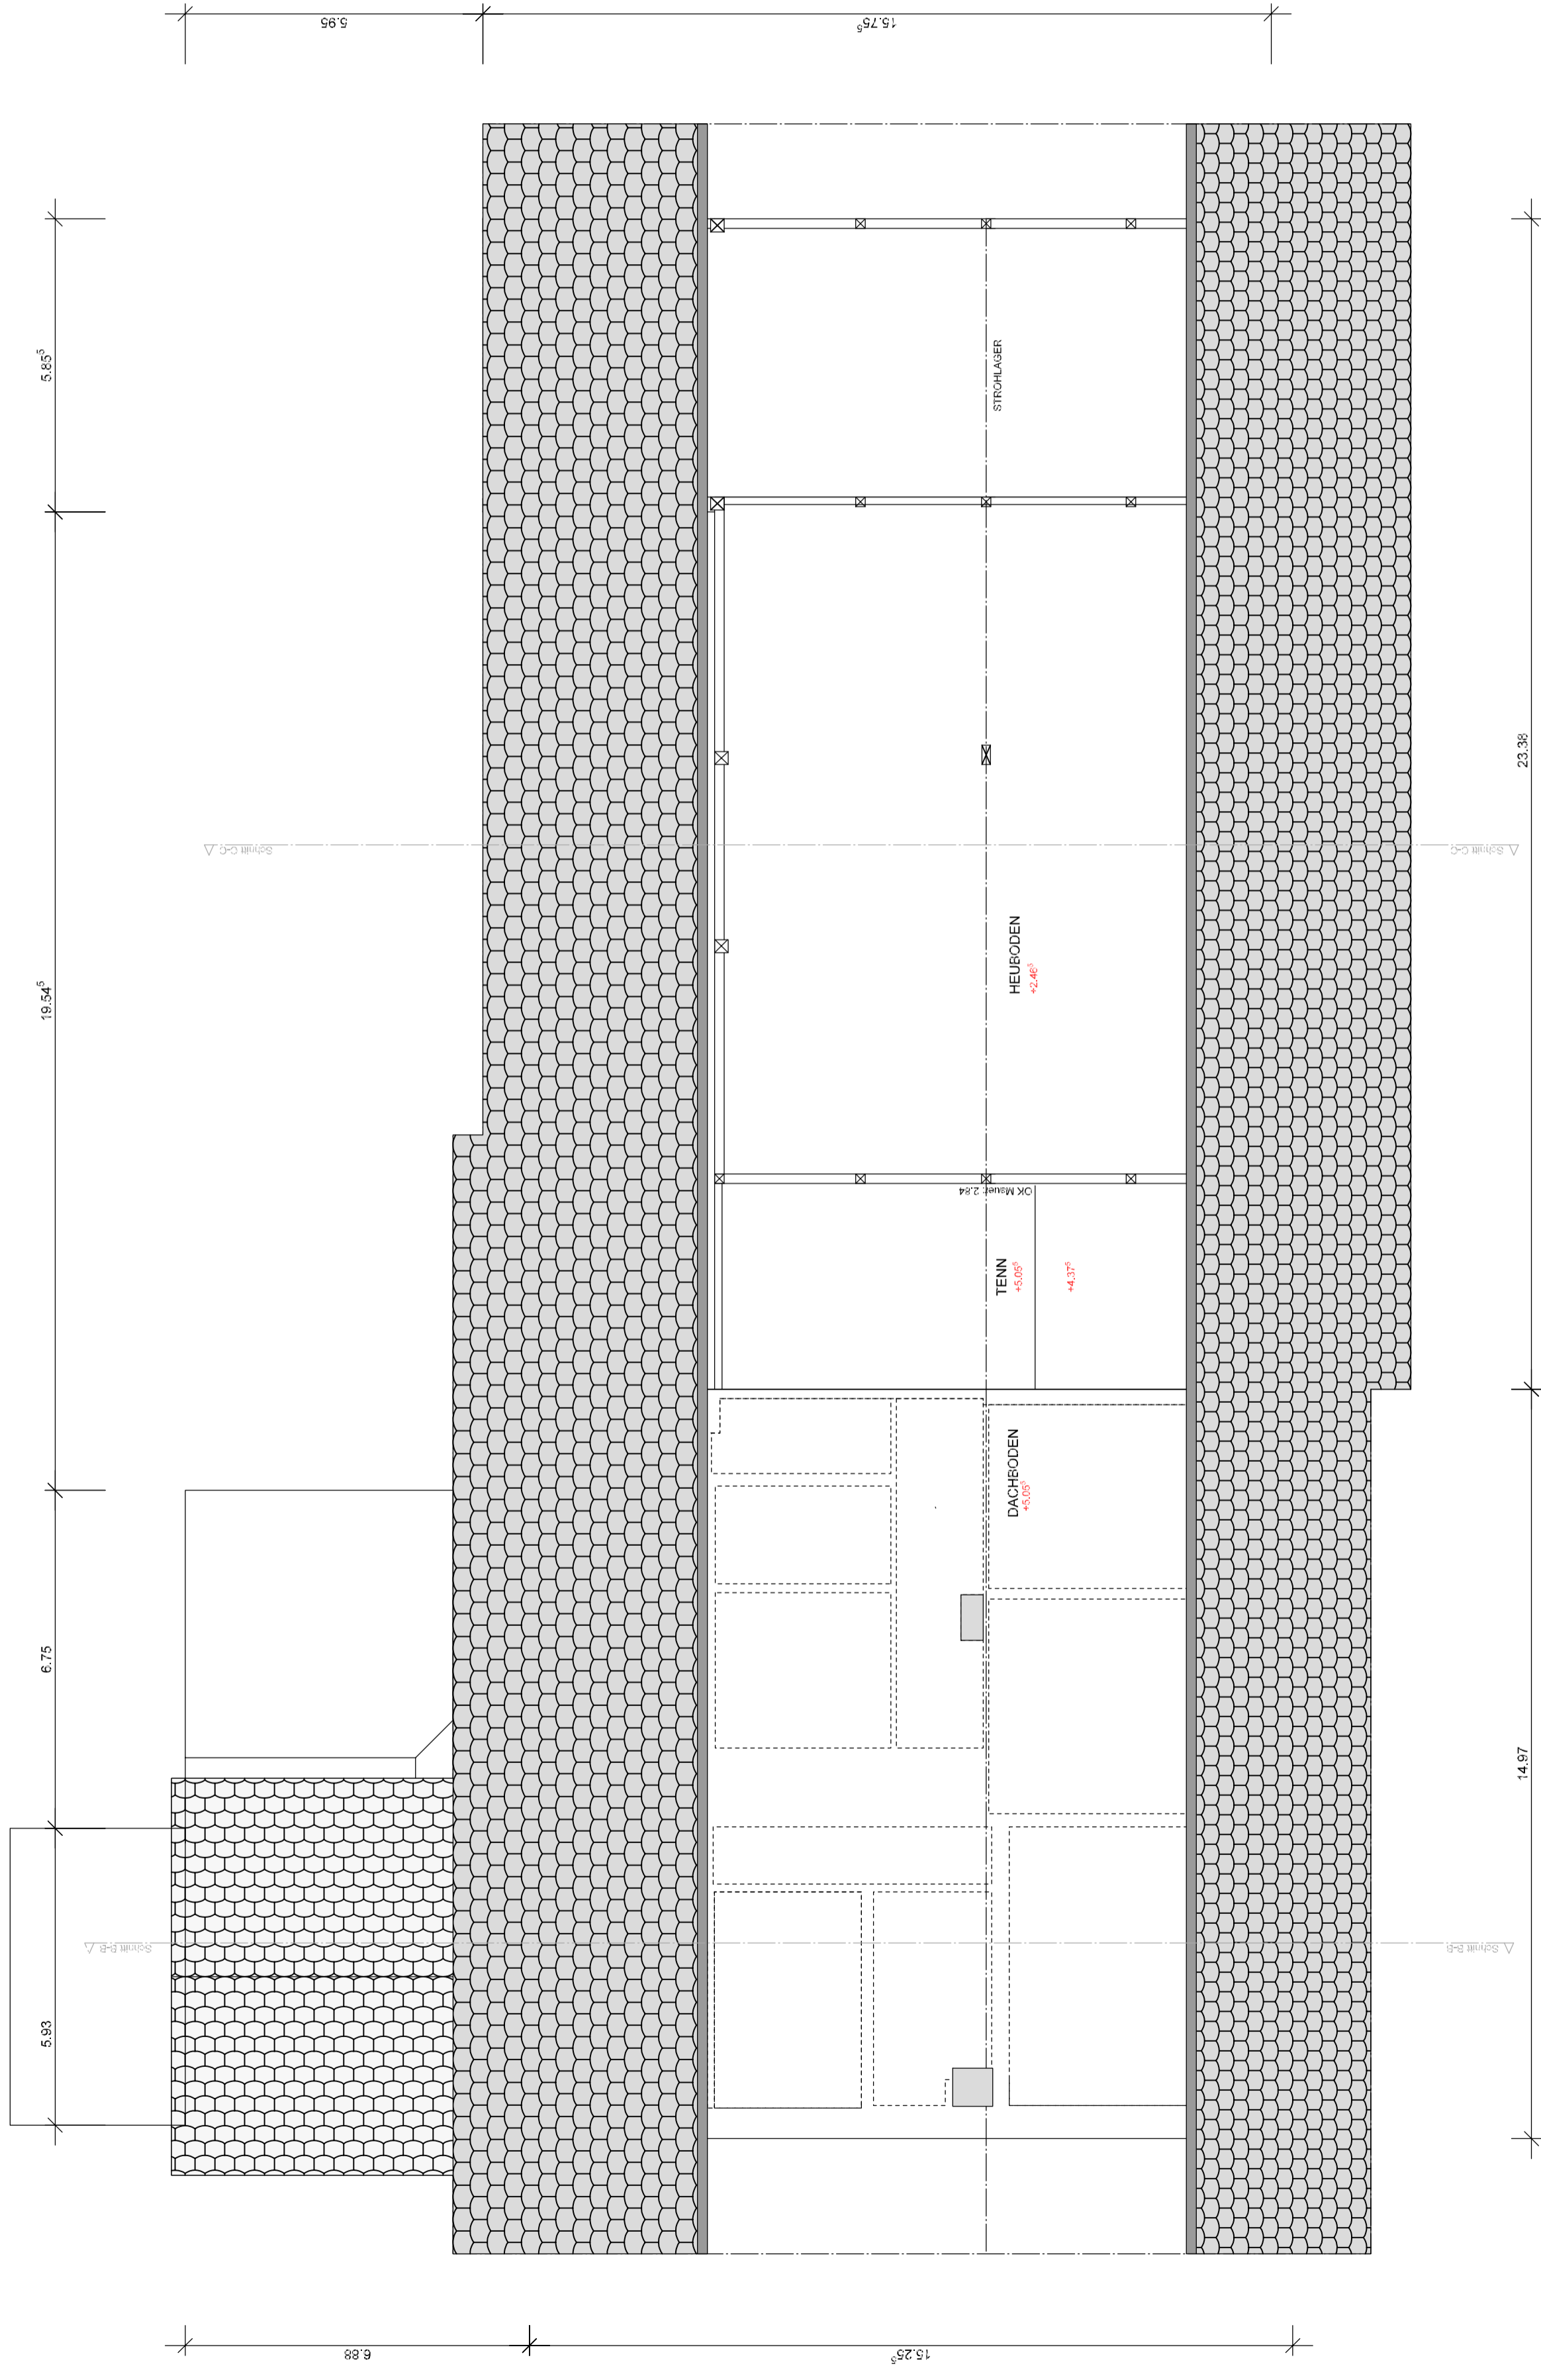 5.95
15.75⁵
5.85⁵
STROHLAGER
23.38
Schnitt C-C
Schnitt C-C
19.54⁵
HEUBODEN
+2.46⁵
OK Mauer: 2.84
TENN
+5.05⁵
+4.37⁵
DACHBODEN
+5.05⁵
6.75
14.97
Schnitt B-B
Schnitt B-B
5.93
6.88
15.25⁵